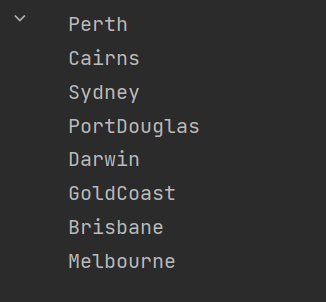 Perth
Cairns
Sydney
PortDouglas
Darwin
GoldCoast
Brisbane
Melbourne